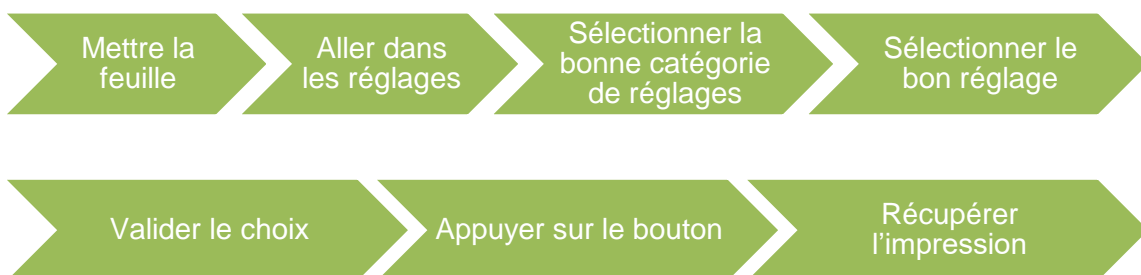 Mettre la
feuille
Aller dans
les réglages
Sélectionner la
bonne catégorie
de réglages
Sélectionner le
bon réglage
Valider le choix
Appuyer sur le bouton
Récupérer
l’impression